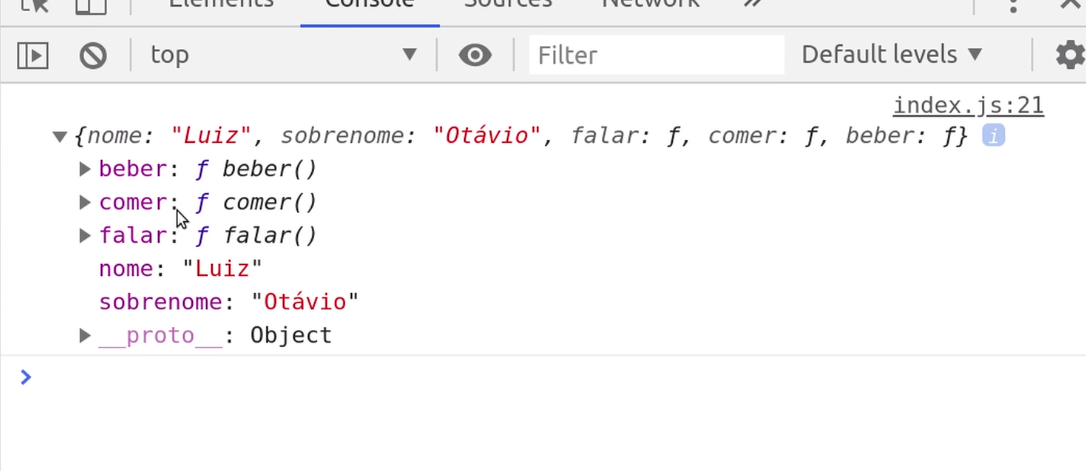 Elements Console Sources Network »
top Filter Default levels
index.js:21
{nome: "Luiz", sobrenome: "Otávio", falar: ƒ, comer: ƒ, beber: ƒ} i
beber: ƒ beber()
comer: ƒ comer()
falar: ƒ falar()
nome: "Luiz"
sobrenome: "Otávio"
__proto__: Object